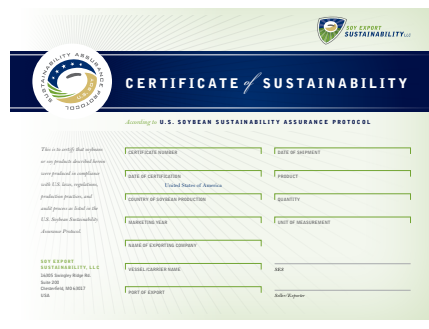 SOY EXPORT
SUSTAINABILITY, LLC
SUSTAINABILITY ASSURANCE PROTOCOL
CERTIFICATE of SUSTAINABILITY
According to U.S. SOYBEAN SUSTAINABILITY ASSURANCE PROTOCOL
This is to certify that soybeans
or soy products described herein
were produced in compliance
with U.S. laws, regulations,
production practices, and
audit process as listed in the
U.S. Soybean Sustainability
Assurance Protocol.
SOY EXPORT
SUSTAINABILITY, LLC
16305 Swingley Ridge Rd.
Suite 200
Chesterfield, MO 63017
USA
CERTIFICATE NUMBER
DATE OF SHIPMENT
DATE OF CERTIFICATION
PRODUCT
United States of America
COUNTRY OF SOYBEAN PRODUCTION
QUANTITY
MARKETING YEAR
UNIT OF MEASUREMENT
NAME OF EXPORTING COMPANY
VESSEL/CARRIER NAME
SES
PORT OF EXPORT
Seller/Exporter